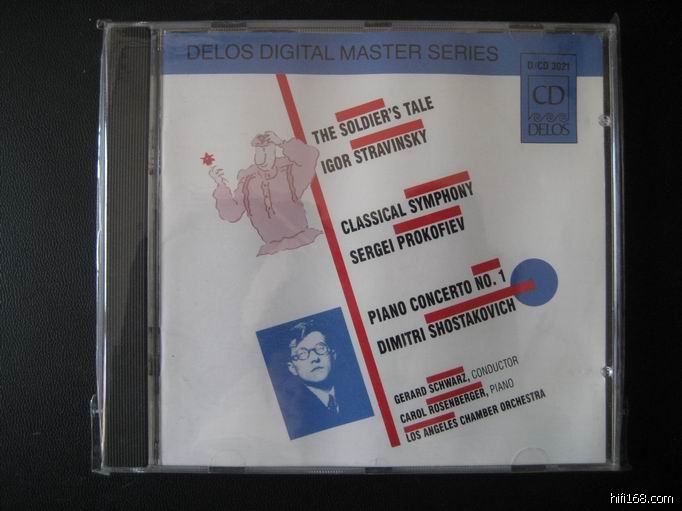 DELOS DIGITAL MASTER SERIES
D/CD 3021
CD
DELOS
THE SOLDIER'S TALE
IGOR STRAVINSKY
CLASSICAL SYMPHONY
SERGEI PROKOFIEV
PIANO CONCERTO NO. 1
DIMITRI SHOSTAKOVICH
GERARD SCHWARZ, CONDUCTOR
CAROL ROSENBERGER, PIANO
LOS ANGELES CHAMBER ORCHESTRA
hifi168.com